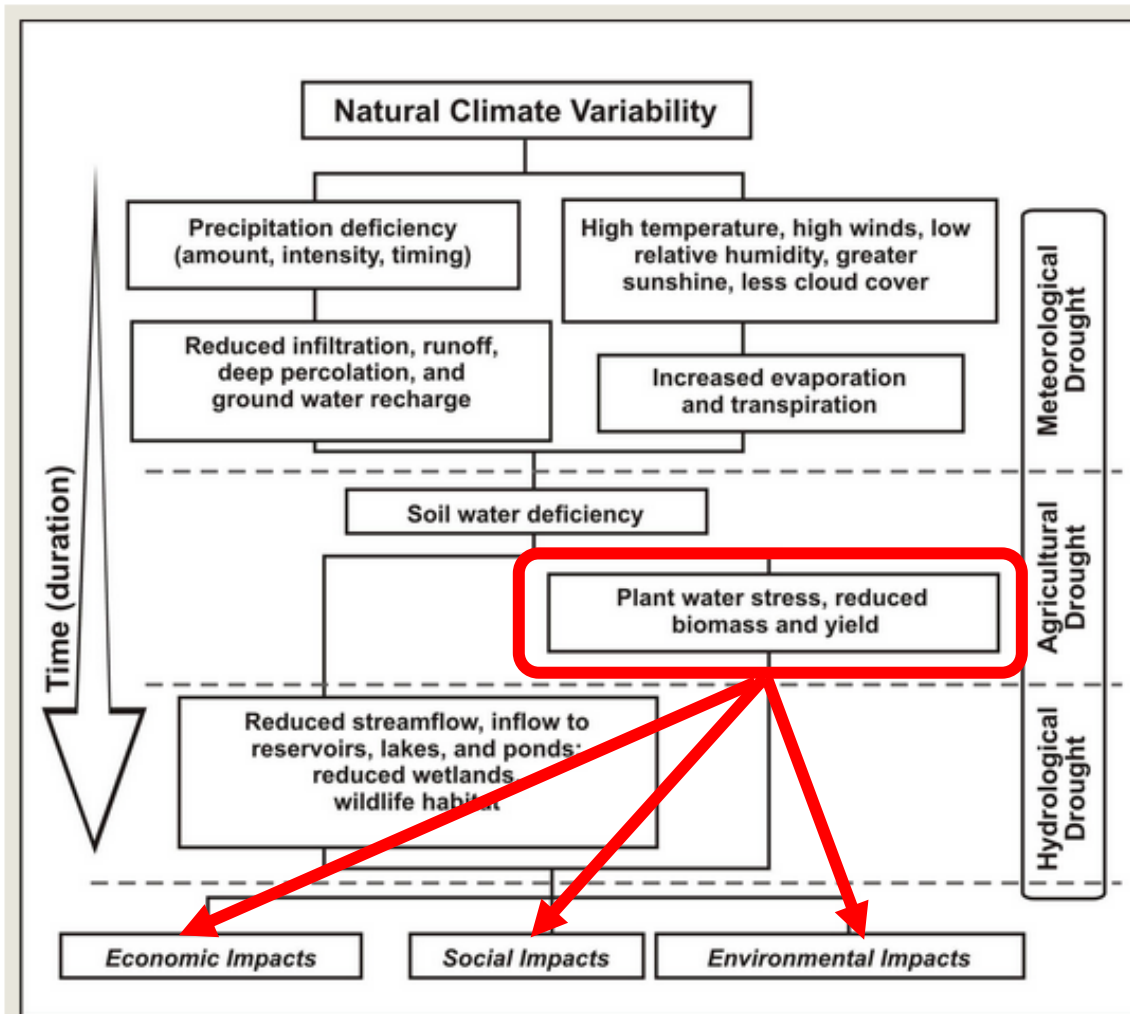 Natural Climate Variability
Precipitation deficiency
(amount, intensity, timing)
High temperature, high winds, low
relative humidity, greater
sunshine, less cloud cover
Reduced infiltration, runoff,
deep percolation, and
ground water recharge
Increased evaporation
and transpiration
Soil water deficiency
Plant water stress, reduced
biomass and yield
Reduced streamflow, inflow to
reservoirs, lakes, and ponds;
reduced wetlands,
wildlife habitat
Economic Impacts
Social Impacts
Environmental Impacts
Time (duration)
Meteorological
Drought
Agricultural
Drought
Hydrological
Drought